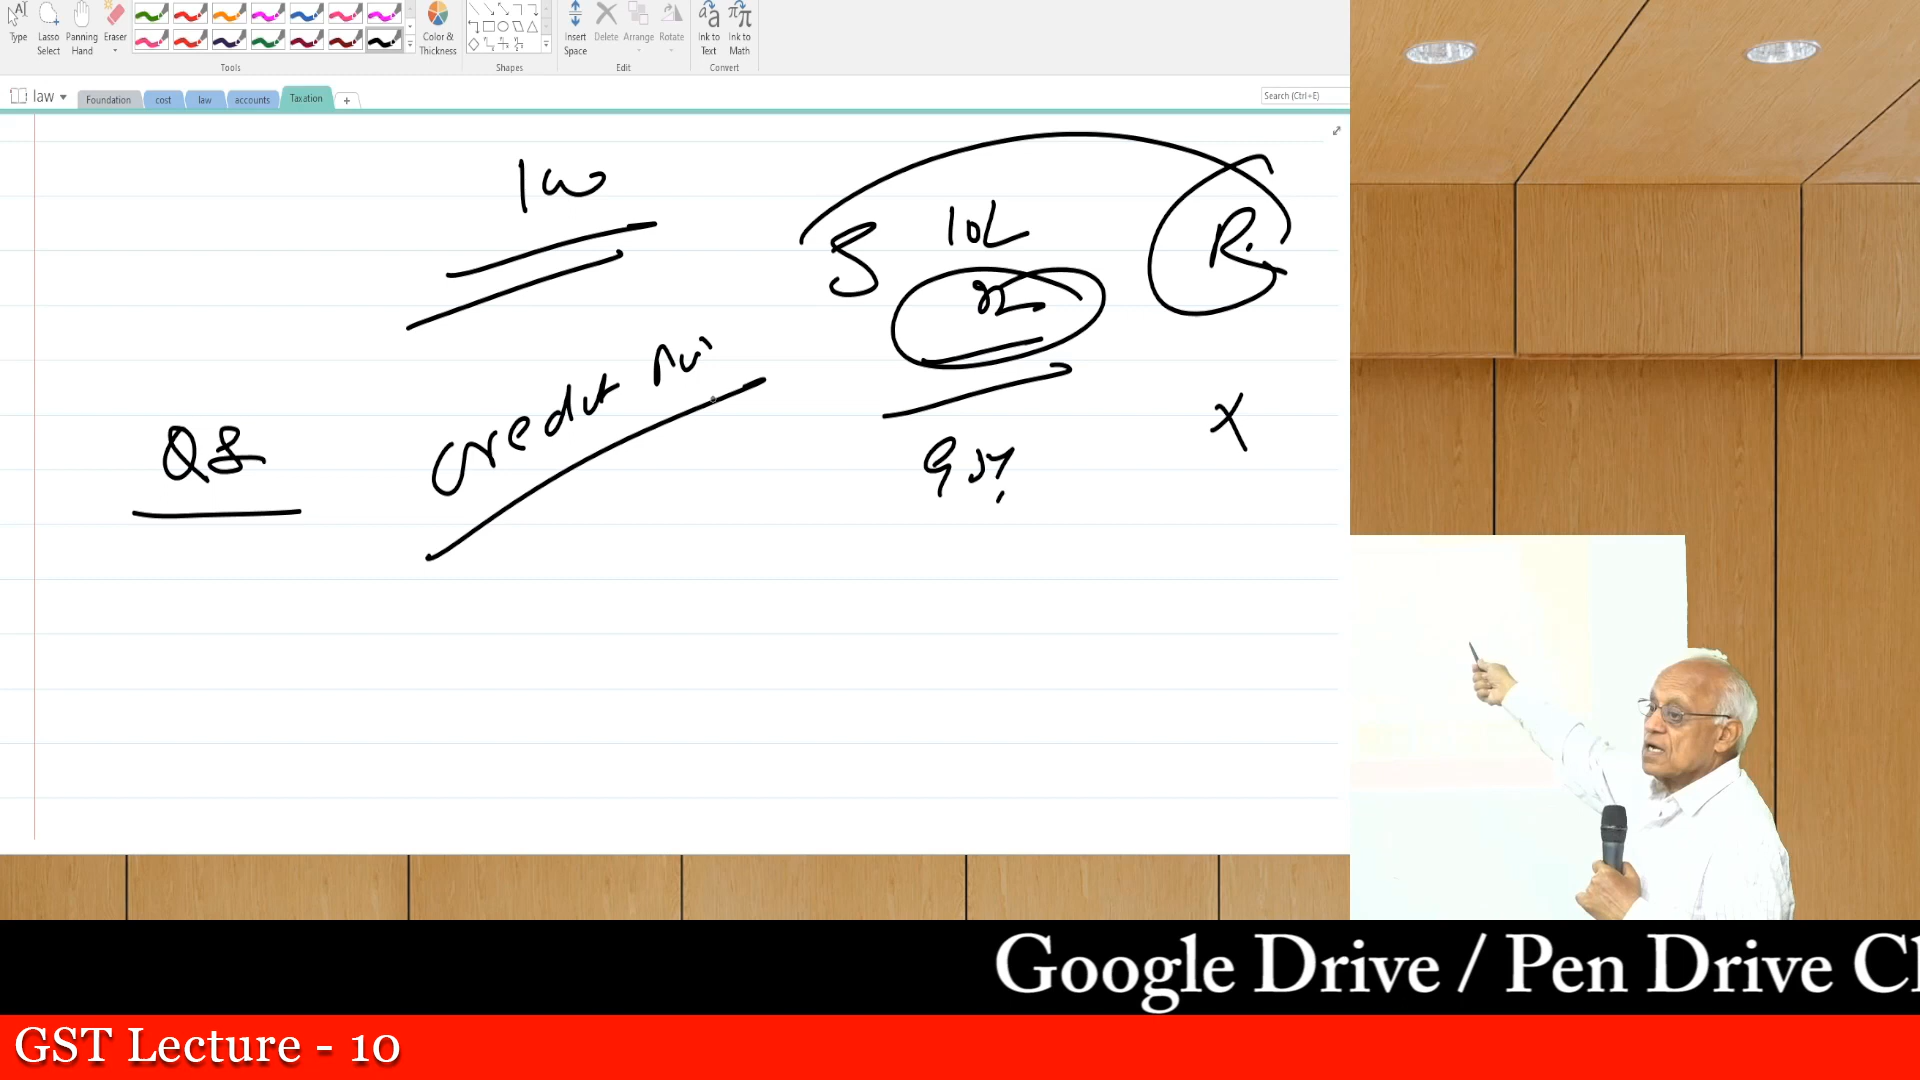 Type
Lasso Select
Panning Hand
Eraser
Color & Thickness
Insert Space
Delete
Arrange
Rotate
Ink to Text
Ink to Math
Tools
Shapes
Edit
Convert
law
Foundation
cost
law
accounts
Taxation
+
Search (Ctrl+E)
S 10L R
credit
X
Google Drive / Pen Drive Cl
GST Lecture - 10